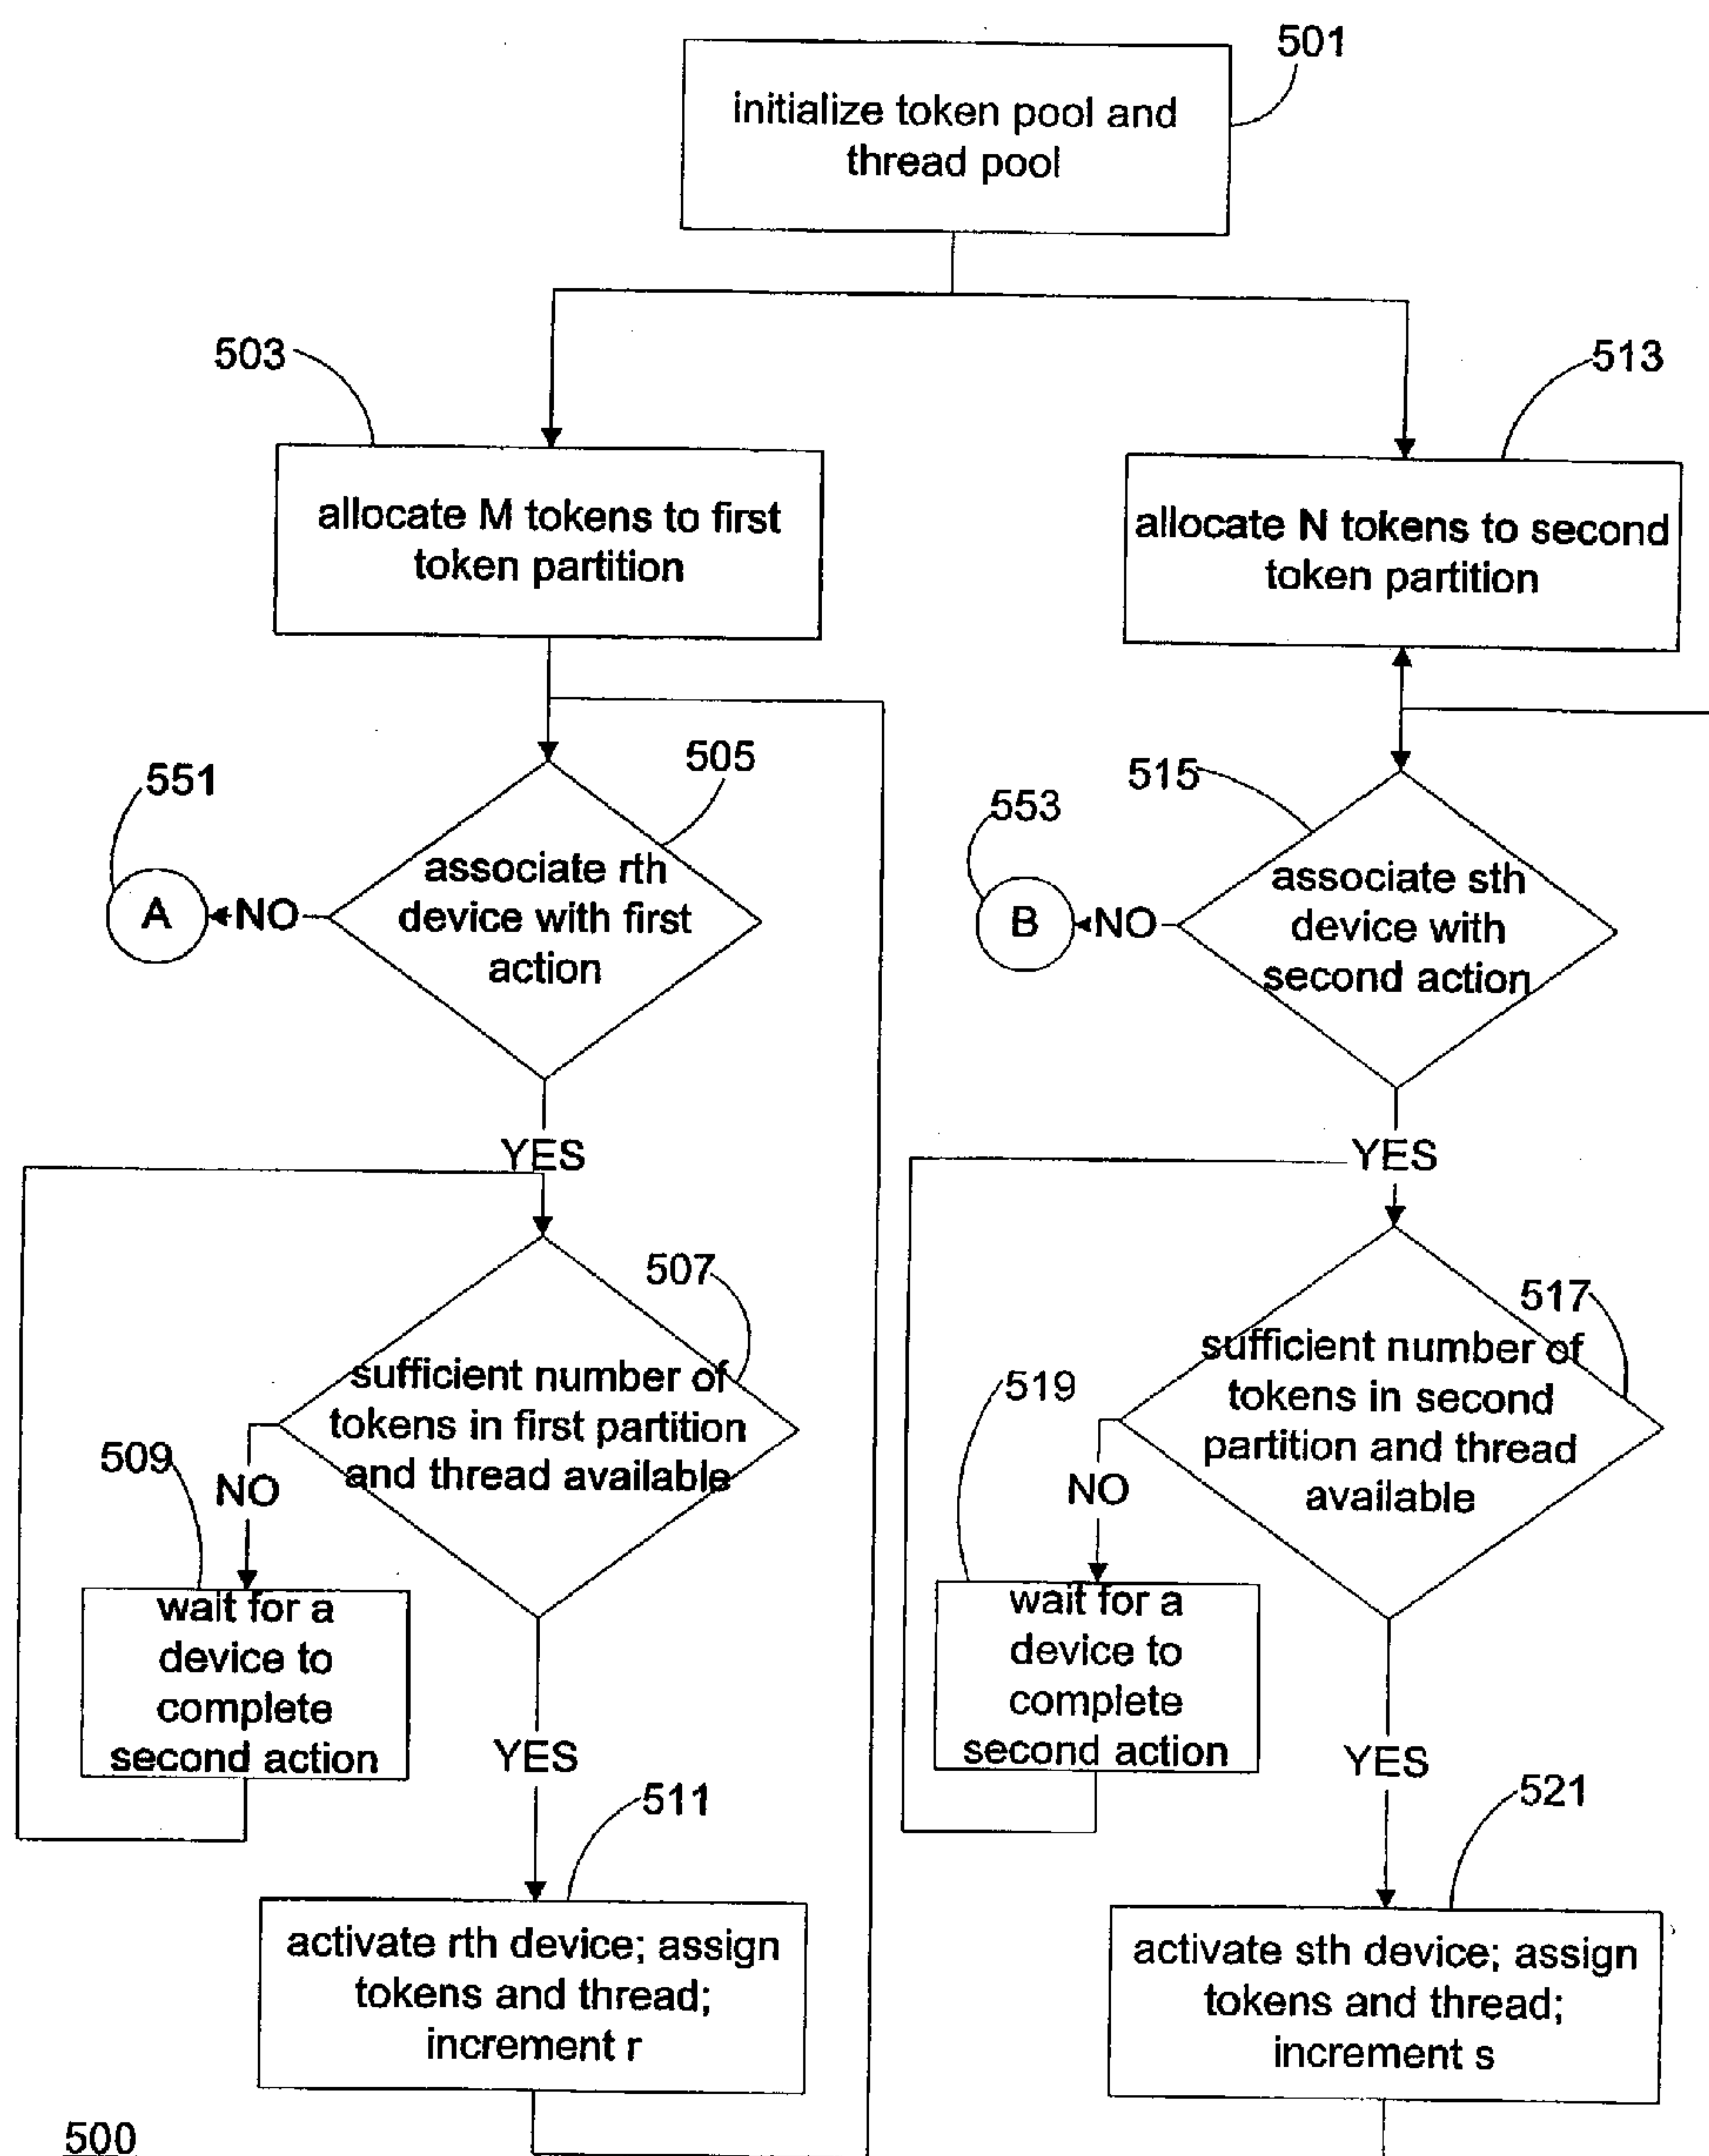 501
initialize token pool and
thread pool
503
513
allocate M tokens to first
token partition
allocate N tokens to second
token partition
551
505
A
NO
associate rth
device with first
action
YES
553
515
B
NO
associate sth
device with
second action
YES
507
sufficient number of
tokens in first partition
and thread available
509
NO
wait for a
device to
complete
second action
YES
511
activate rth device; assign
tokens and thread;
increment r
517
sufficient number of
tokens in second
partition and thread
available
519
NO
wait for a
device to
complete
second action
YES
521
activate sth device; assign
tokens and thread;
increment s
500